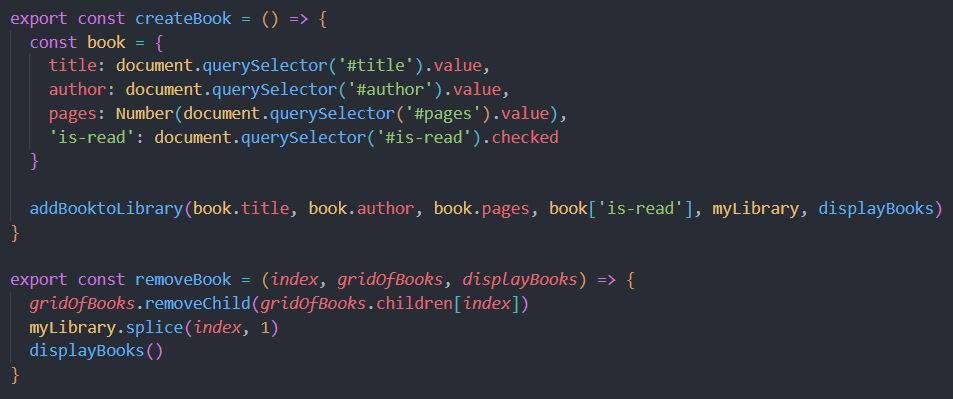 export const createBook = () => {
  const book = {
    title: document.querySelector('#title').value,
    author: document.querySelector('#author').value,
    pages: Number(document.querySelector('#pages').value),
    'is-read': document.querySelector('#is-read').checked
  }

  addBooktoLibrary(book.title, book.author, book.pages, book['is-read'], myLibrary, displayBooks)
}

export const removeBook = (index, gridOfBooks, displayBooks) => {
  gridOfBooks.removeChild(gridOfBooks.children[index])
  myLibrary.splice(index, 1)
  displayBooks()
}